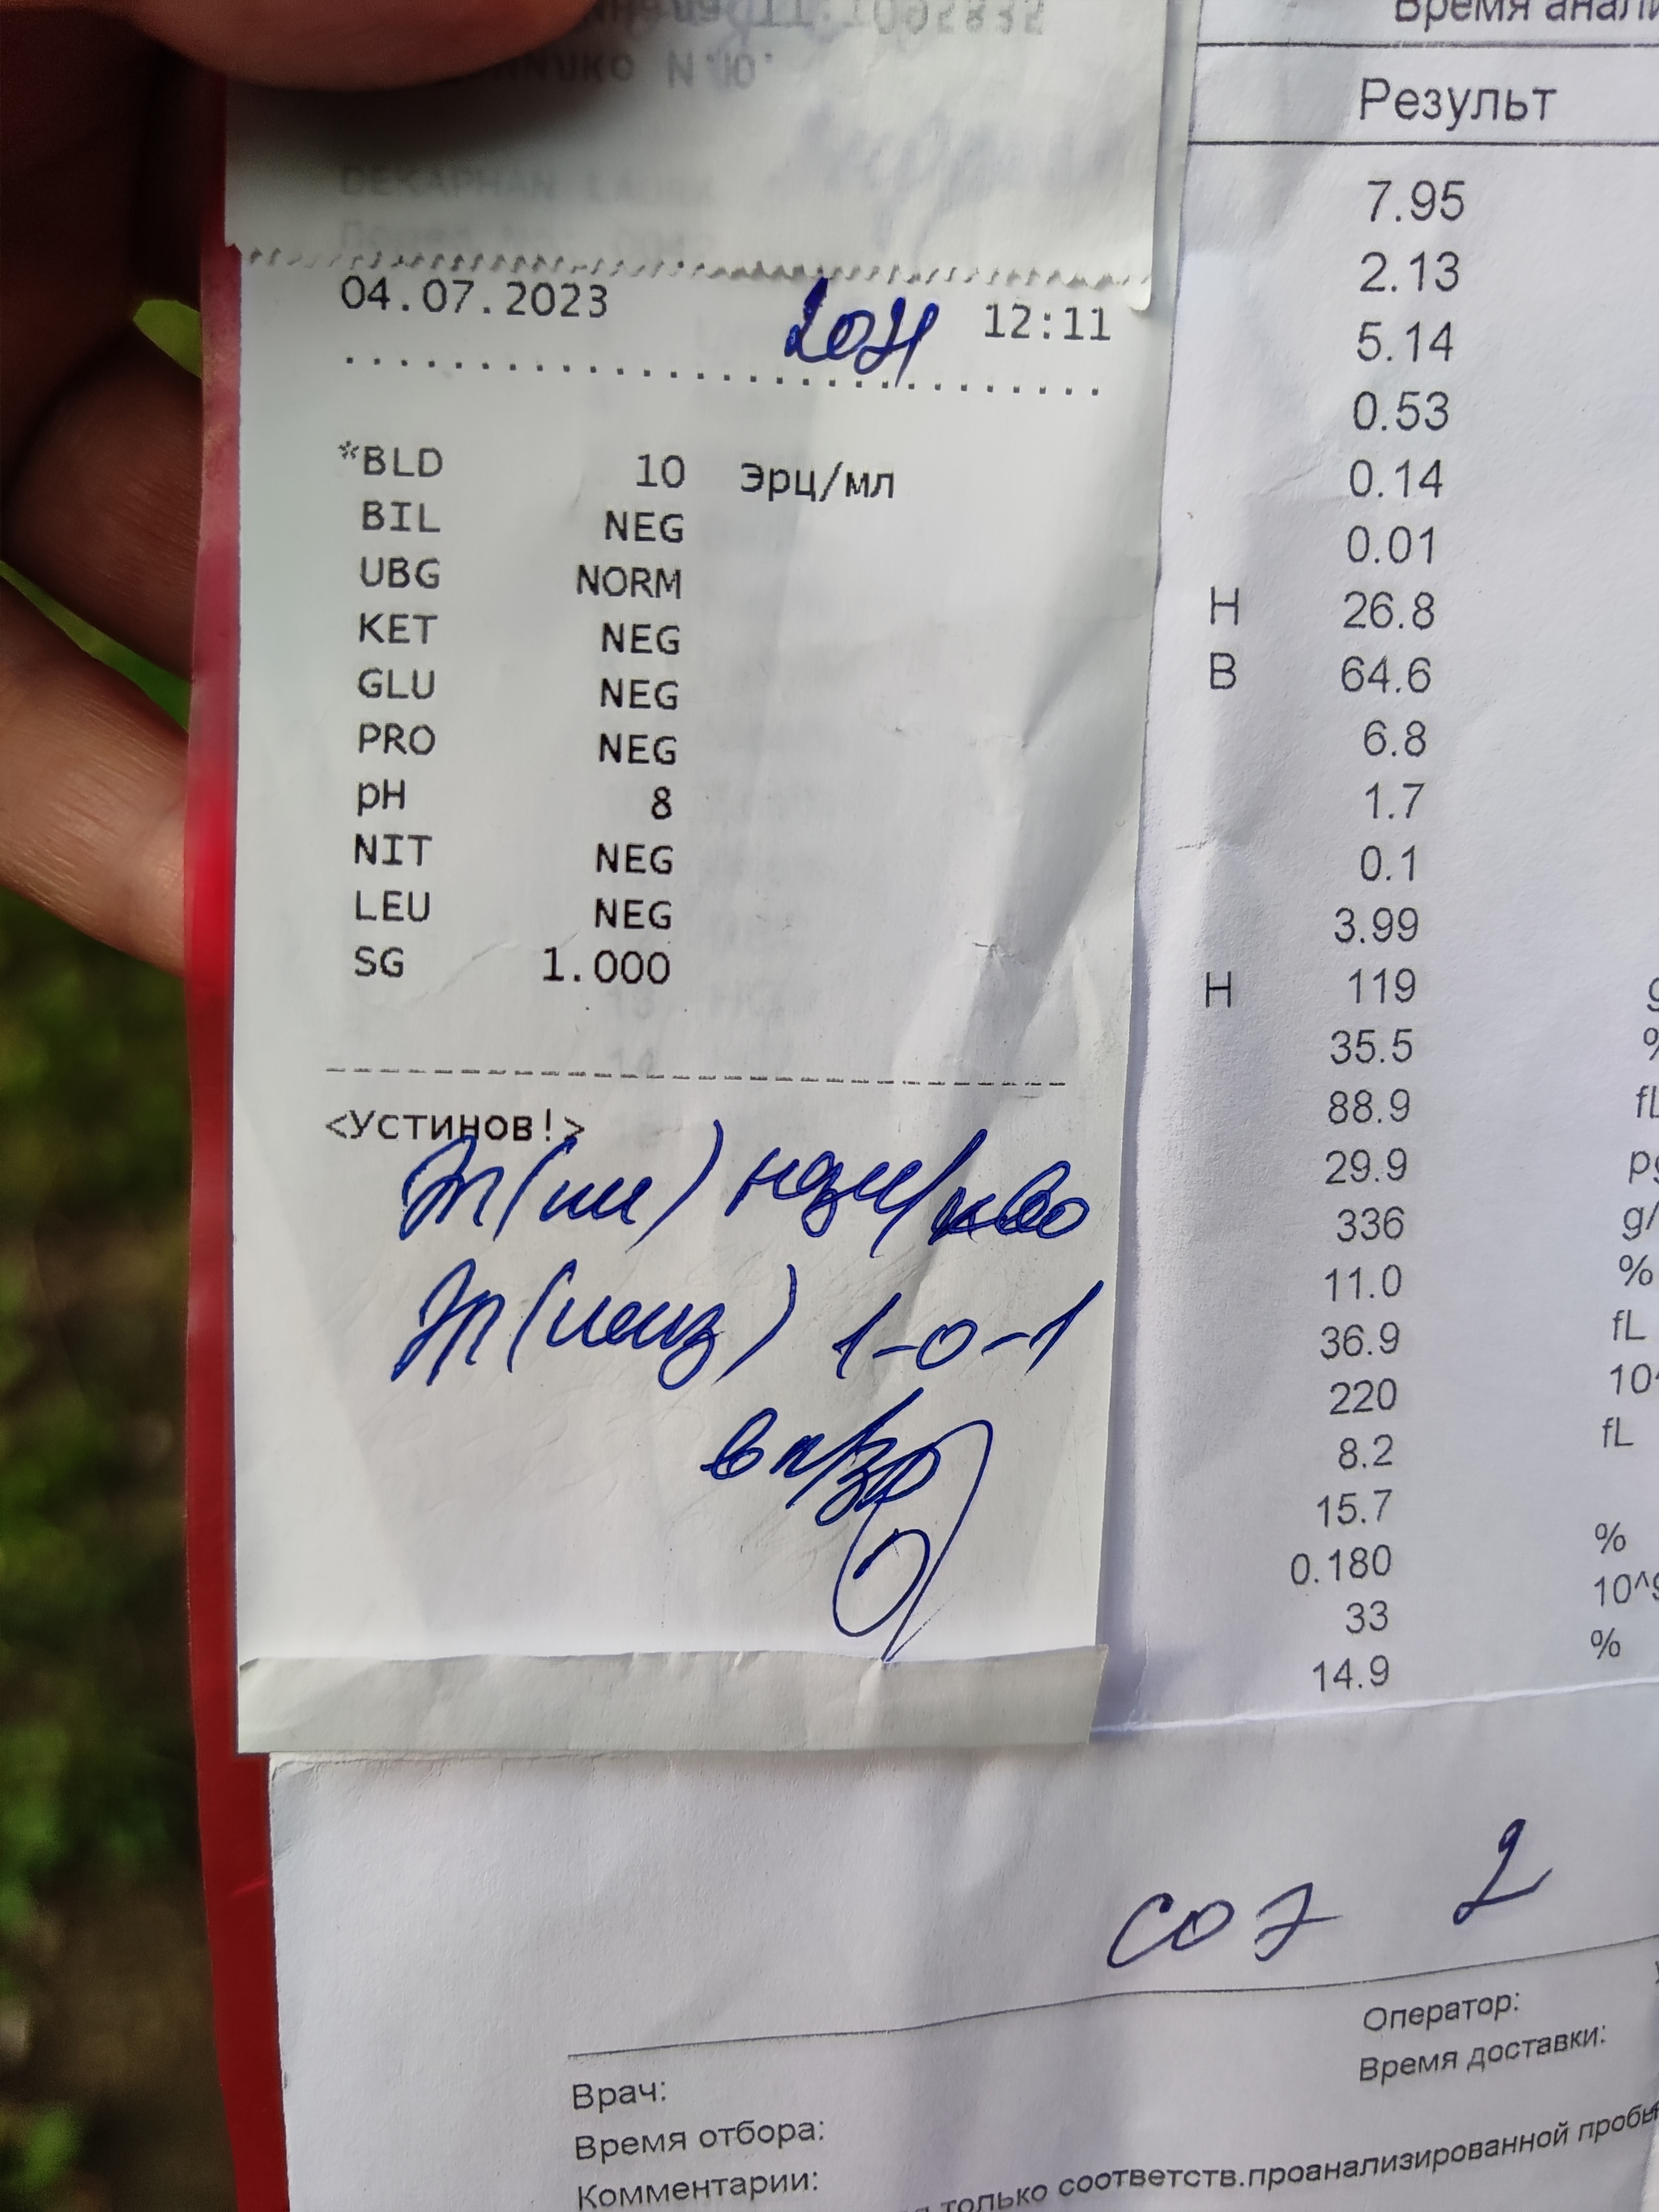 04.07.2023 12:11
*BLD 10 Эрц/мл
BIL NEG
UBG NORM
KET NEG
GLU NEG
PRO NEG
pH 8
NIT NEG
LEU NEG
SG 1.000
<УСТИНОВ!>
1-0-1
Результ
7.95
2.13
5.14
0.53
0.14
0.01
Н 26.8
В 64.6
6.8
1.7
0.1
3.99
Н 119
35.5 %
88.9 fL
29.9
336 g/
11.0 %
36.9 fL
220
8.2 fL
15.7
0.180 %
33
14.9 %
СОЭ 2
Оператор:
Время доставки:
Врач:
Время отбора:
Комментарии:
только соответств.проанализированной